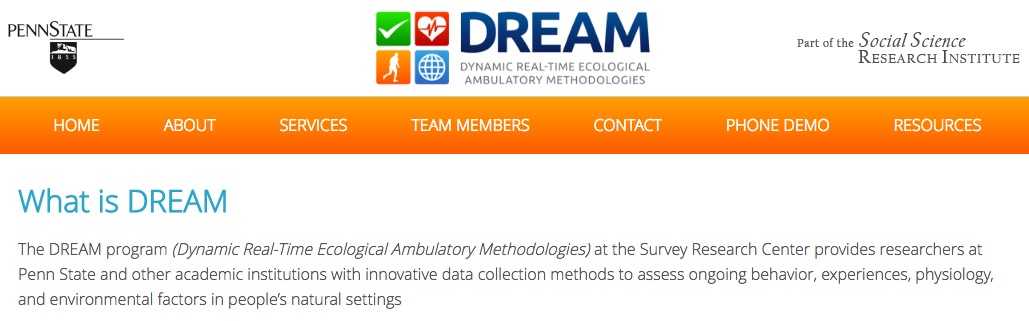 PENNSTATE
1855
DREAM
DYNAMIC REAL-TIME ECOLOGICAL
AMBULATORY METHODOLOGIES
Part of the Social Science
RESEARCH INSTITUTE
HOME ABOUT SERVICES TEAM MEMBERS CONTACT PHONE DEMO RESOURCES
What is DREAM
The DREAM program (Dynamic Real-Time Ecological Ambulatory Methodologies) at the Survey Research Center provides researchers at
Penn State and other academic institutions with innovative data collection methods to assess ongoing behavior, experiences, physiology,
and environmental factors in people’s natural settings